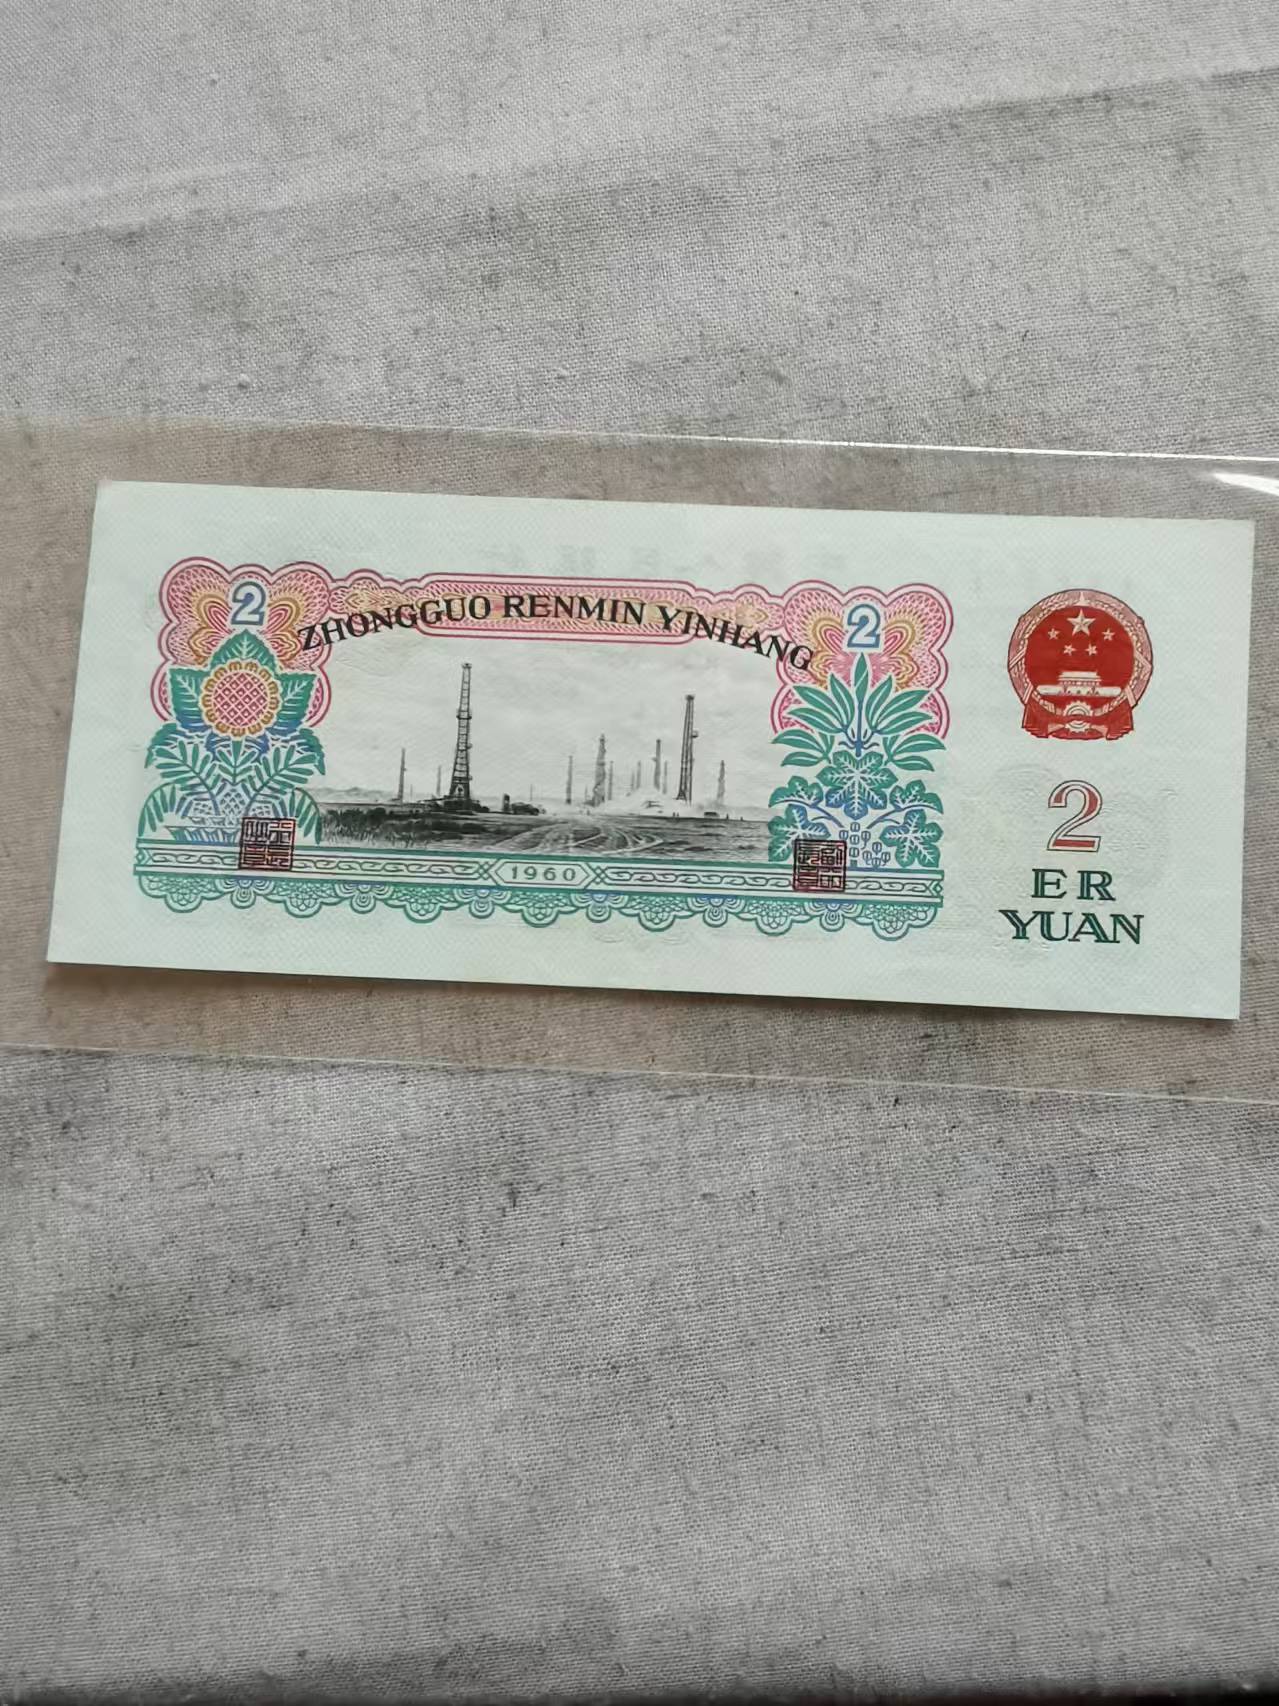 2
2
ZHONGGUO RENMIN YINHANG
1960
2
ER
YUAN